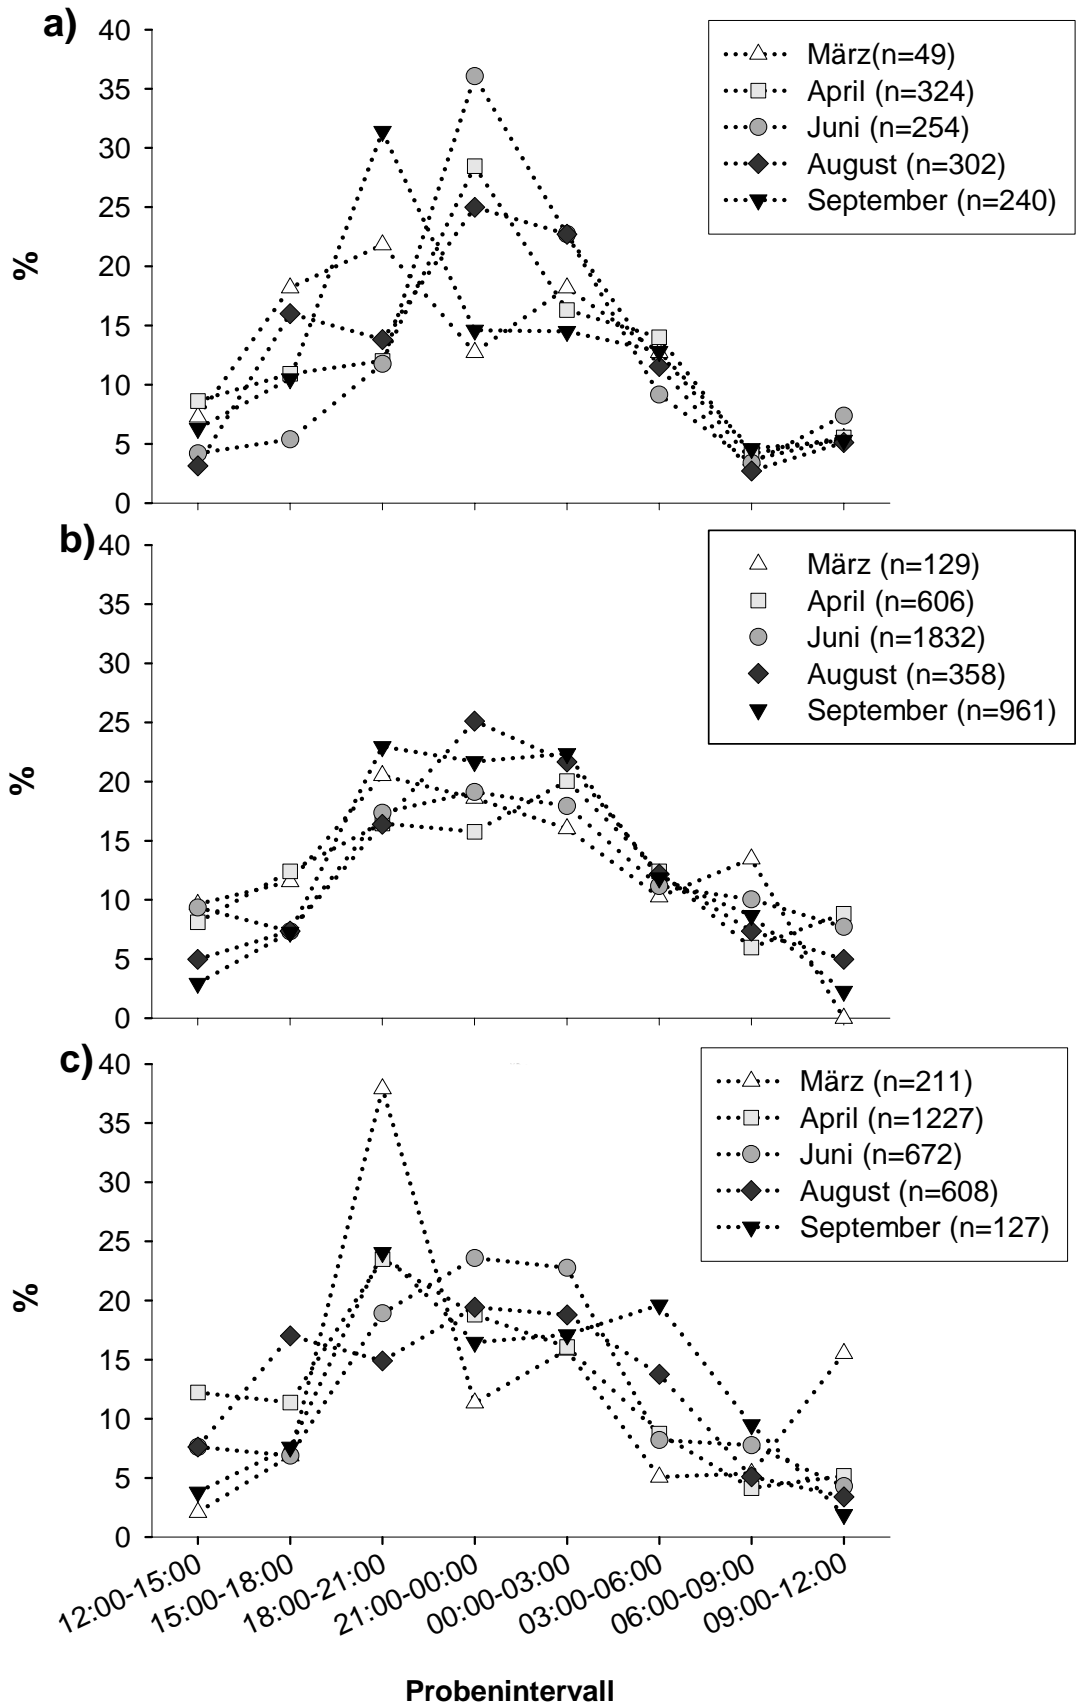 a)
40
35
30
25
20
15
10
5
0
%
März(n=49)
April (n=324)
Juni (n=254)
August (n=302)
September (n=240)
b)
40
35
30
25
20
15
10
5
0
%
März (n=129)
April (n=606)
Juni (n=1832)
August (n=358)
September (n=961)
c)
40
35
30
25
20
15
10
5
0
%
März (n=211)
April (n=1227)
Juni (n=672)
August (n=608)
September (n=127)
12:00-15:00
15:00-18:00
18:00-21:00
21:00-00:00
00:00-03:00
03:00-06:00
06:00-09:00
09:00-12:00
Probenintervall